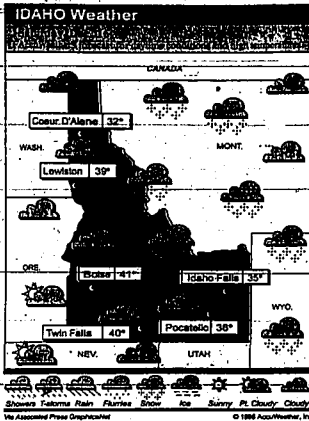 IDAHO Weather
CANADA
Coeur D'Alene 32°
WASH.
MONT.
Lewiston 39°
ORE.
Boise 41°
Idaho Falls 35°
WYO.
Twin Falls 40°
Pocatello 38°
NEV.
UTAH
Showers T-storms Rain Flurries Snow Ice Sunny Pt. Cloudy Cloudy
Via Associated Press GraphicsNet
AccuWeather, In